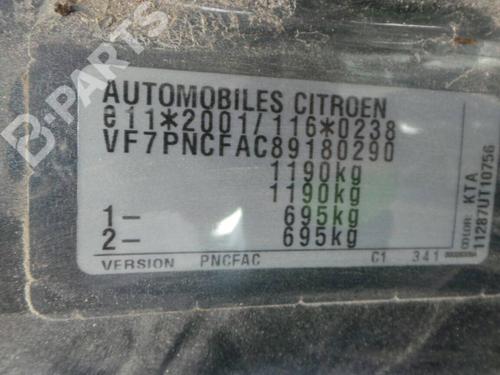 B-PARTS
AUTOMOBILES CITROEN
e11*2001/116*0238
VF7PNCFAC89180290
1190kg
1190kg
1- 695kg
2- 695kg
VERSION PNCFAC C1 341
COLOR: KTA
11287UT10756